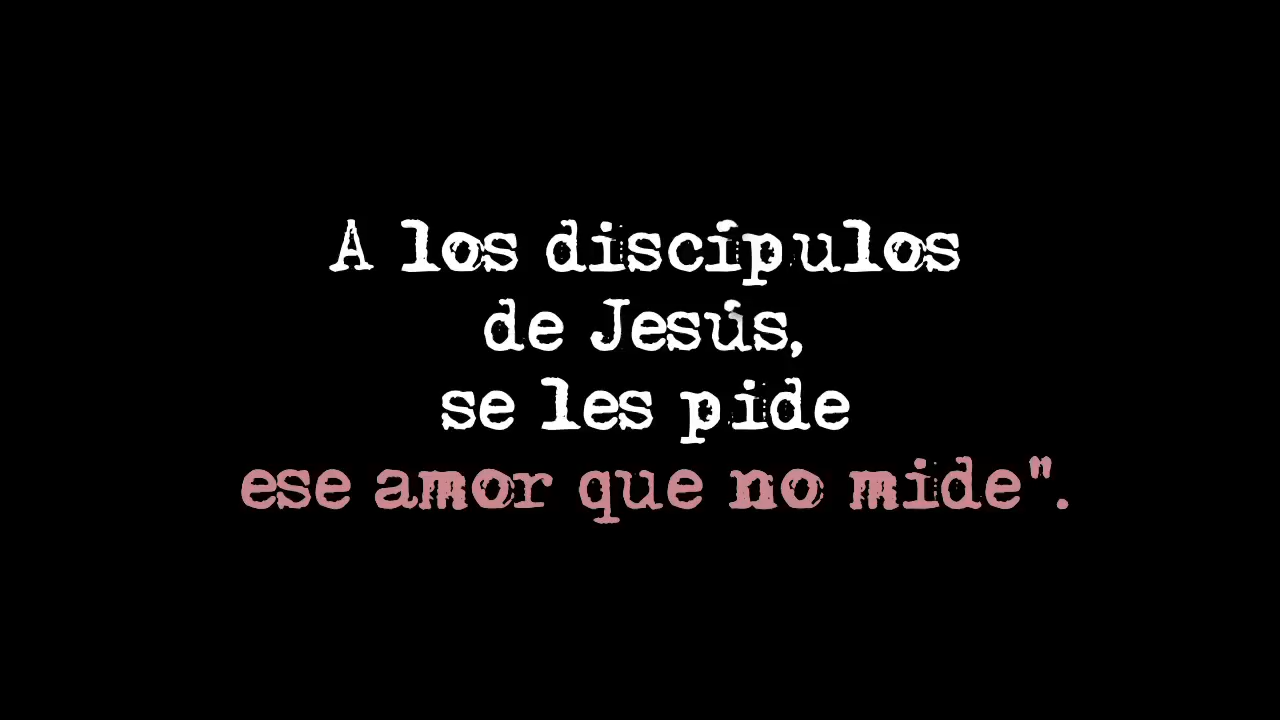 A los discípulos
de Jesús,
se les pide
ese amor que no mide".